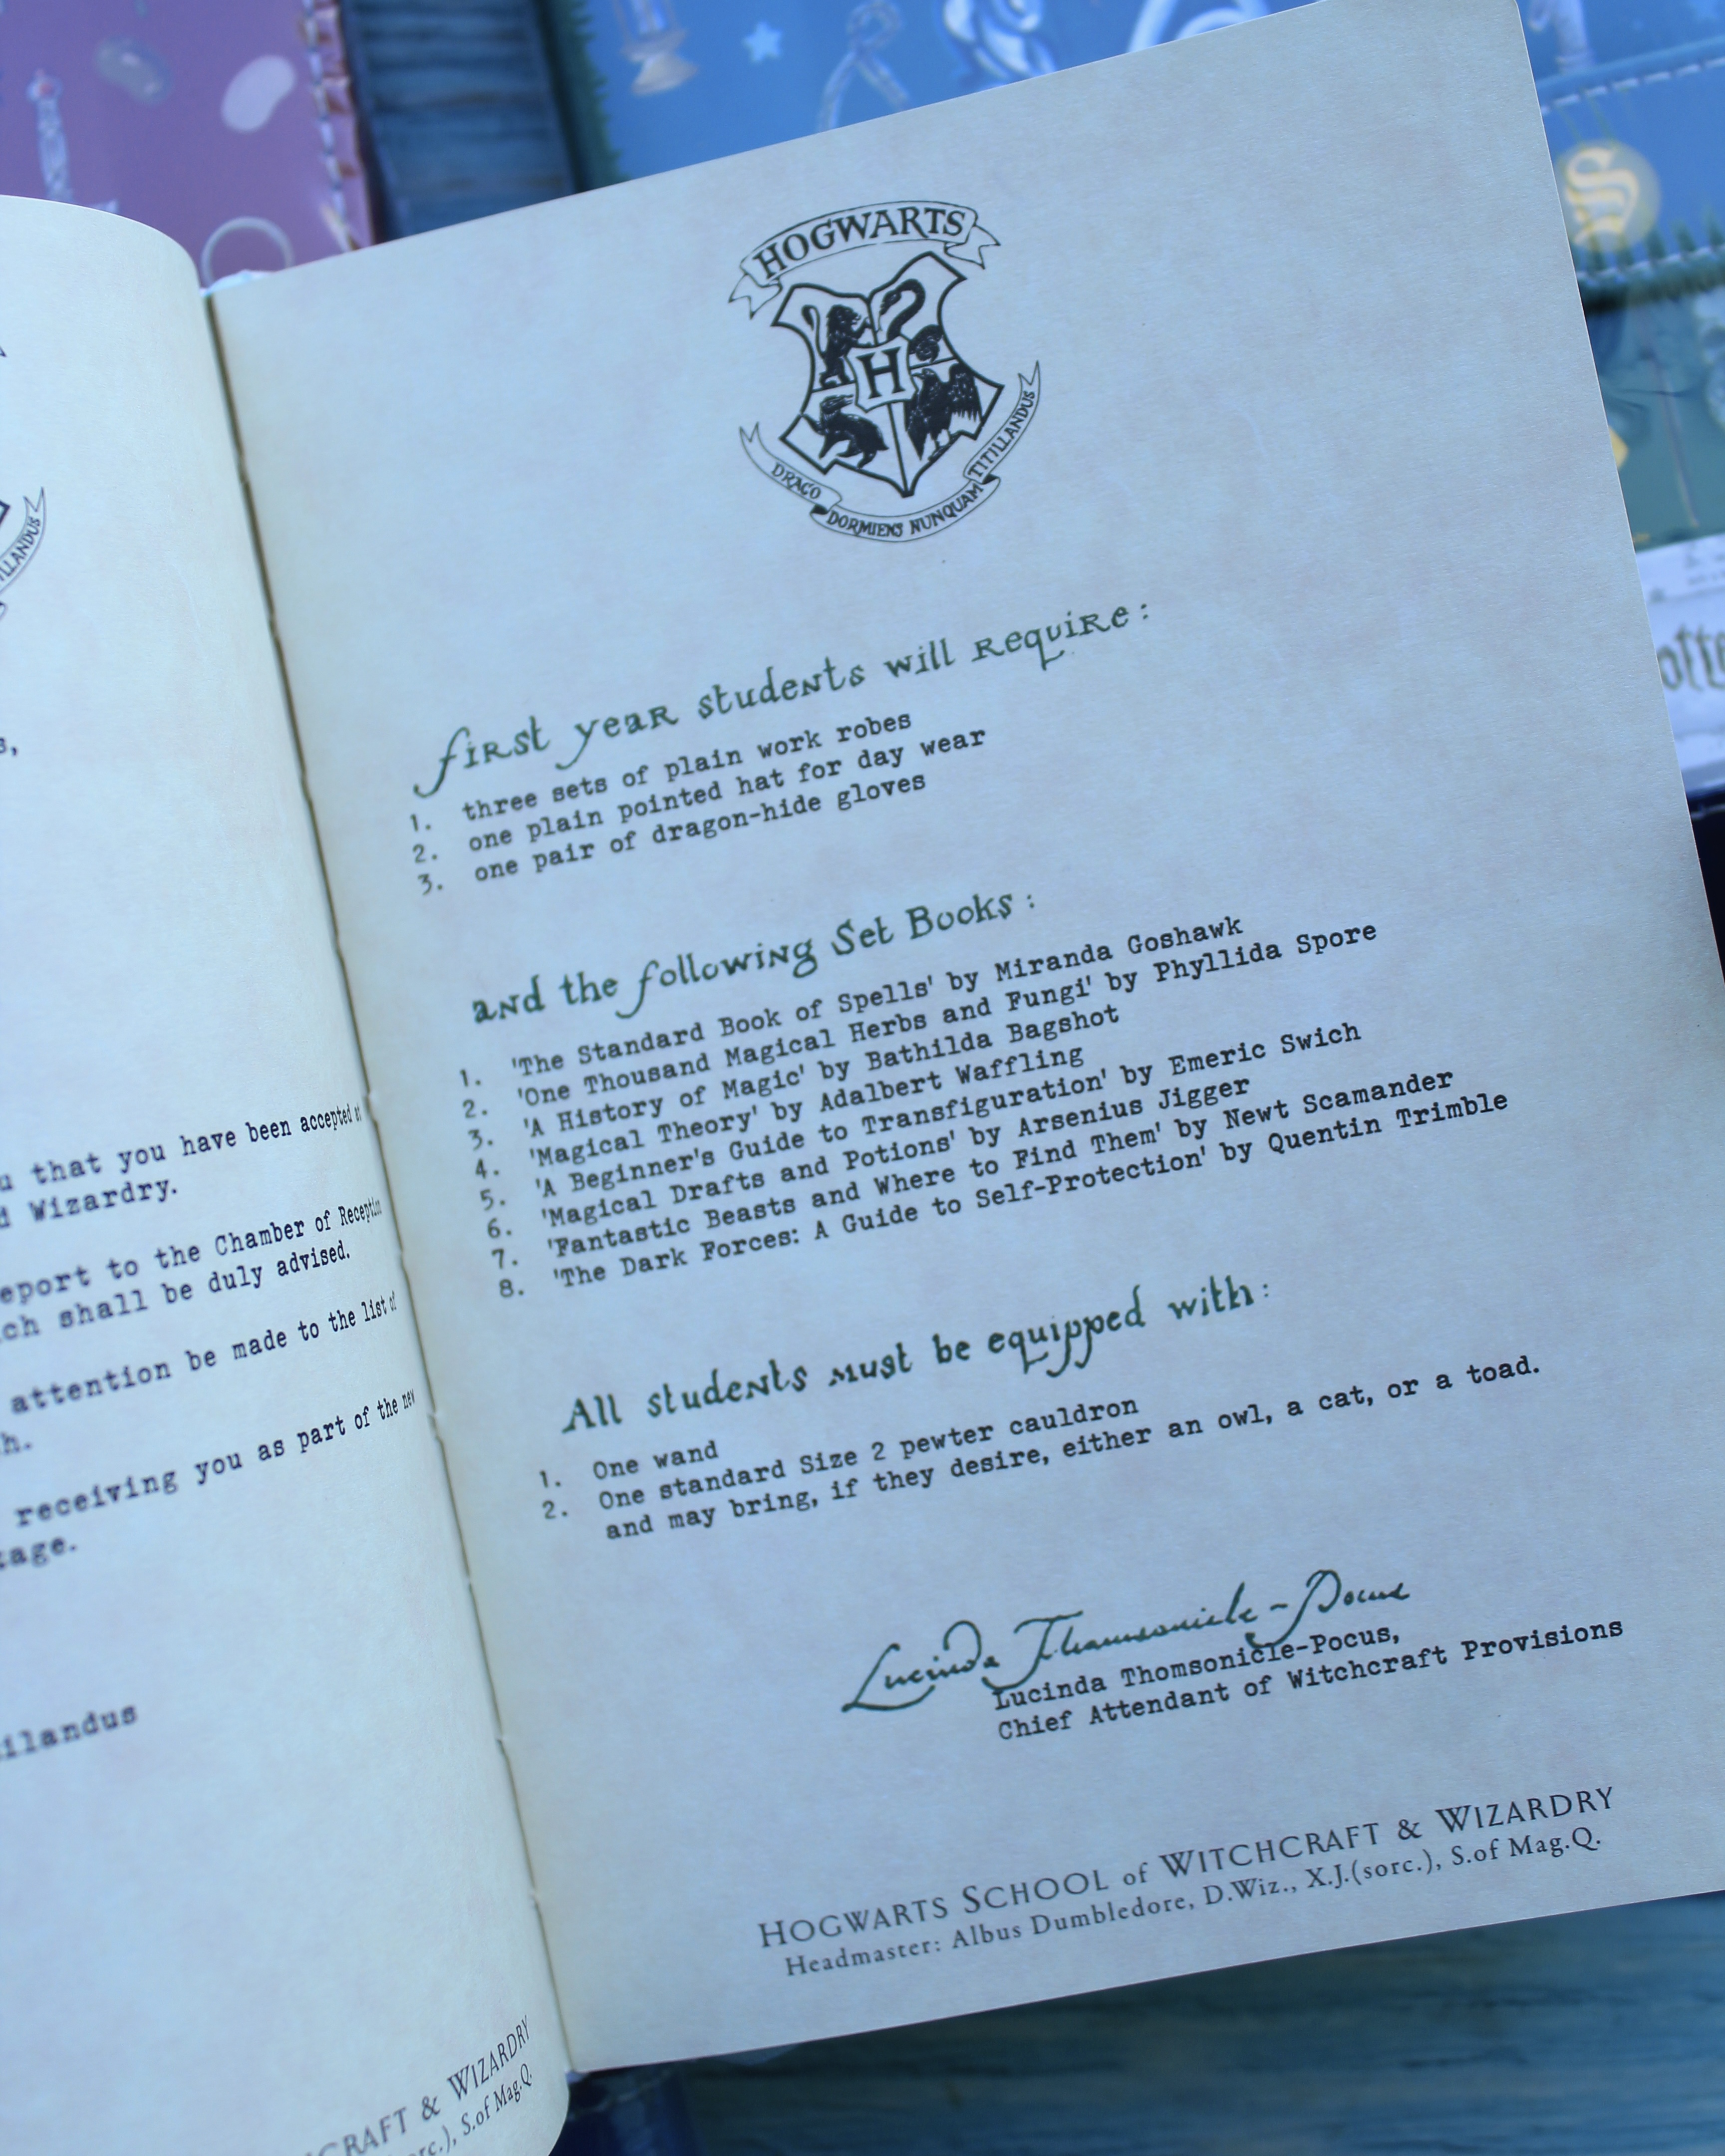 u that you have been accepted at
d Wizardry.
eport to the Chamber of Reception
ch shall be duly advised.
attention be made to the list of
h.
receiving you as part of the new
tage.
ilandus
CRAFT & WIZARDRY
rc.), S.of Mag.Q.
HOGWARTS
H
DRACO DORMIENS NUNQUAM TITILLANDUS
first year students will require:
1. three sets of plain work robes
2. one plain pointed hat for day wear
3. one pair of dragon-hide gloves
and the following Set Books:
1. 'The Standard Book of Spells' by Miranda Goshawk
2. 'One Thousand Magical Herbs and Fungi' by Phyllida Spore
3. 'A History of Magic' by Bathilda Bagshot
4. 'Magical Theory' by Adalbert Waffling
5. 'A Beginner's Guide to Transfiguration' by Emeric Swich
6. 'Magical Drafts and Potions' by Arsenius Jigger
7. 'Fantastic Beasts and Where to Find Them' by Newt Scamander
8. 'The Dark Forces: A Guide to Self-Protection' by Quentin Trimble
All students must be equipped with:
1. One wand
2. One standard Size 2 pewter cauldron
and may bring, if they desire, either an owl, a cat, or a toad.
Lucinda Thomsonicle-Pocus
Lucinda Thomsonicle-Pocus,
Chief Attendant of Witchcraft Provisions
HOGWARTS SCHOOL of WITCHCRAFT & WIZARDRY
Headmaster: Albus Dumbledore, D.Wiz., X.J.(sorc.), S.of Mag.Q.
S
otte